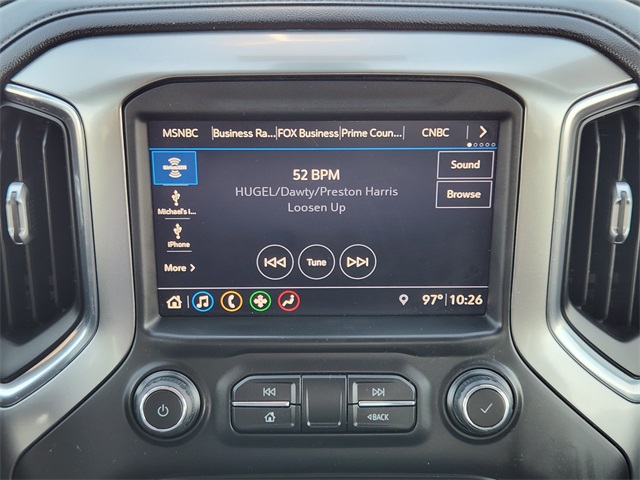 MSNBC Business Ra... FOX Business Prime Coun... CNBC
52 BPM
HUGEL/Dawty/Preston Harris
Loosen Up
Sound
Browse
Michael's I...
iPhone
More
Tune
97° 10:26
BACK